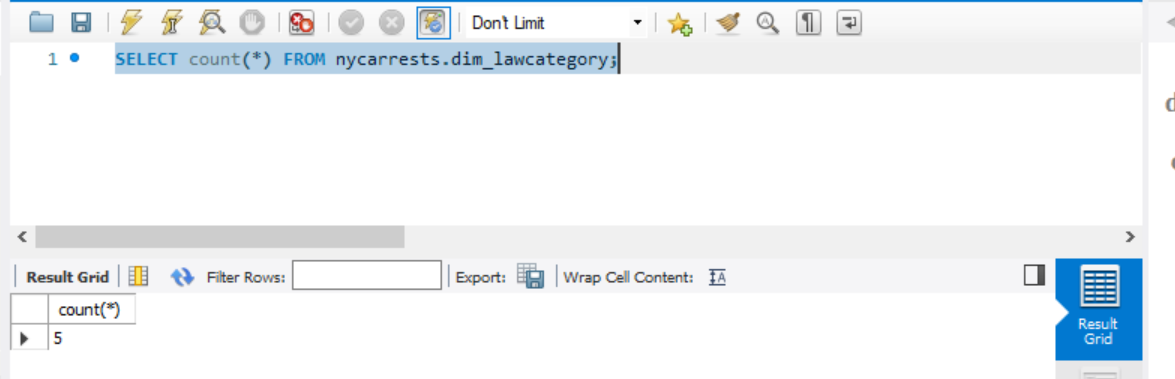 Don't Limit
1 SELECT count(*) FROM nycarrests.dim_lawcategory;
Result Grid Filter Rows: Export: Wrap Cell Content: IA
count(*)
5
Result
Grid